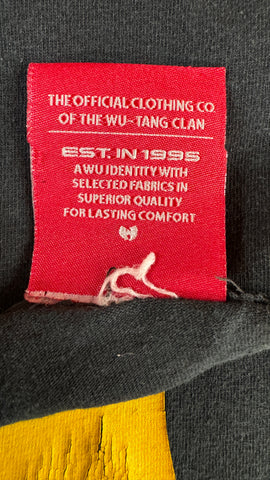 THE OFFICIAL CLOTHING CO
OF THE WU~TANG CLAN
EST. IN 1995
A WU IDENTITY WITH
SELECTED FABRICS IN
SUPERIOR QUALITY
FOR LASTING COMFORT